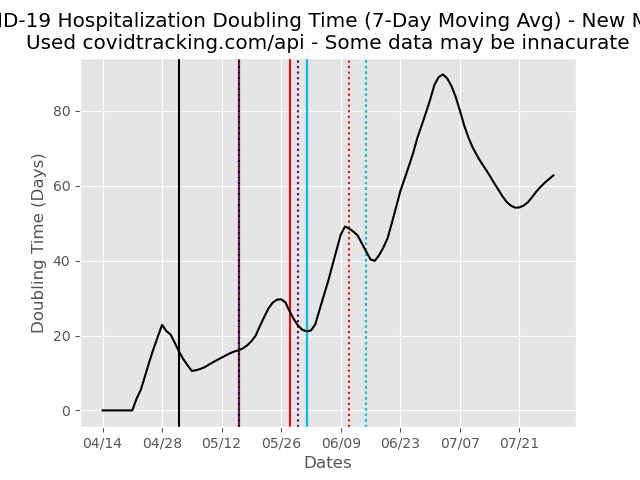 ID-19 Hospitalization Doubling Time (7-Day Moving Avg) - New M
Used covidtracking.com/api - Some data may be innacurate
80
60
40
20
0
Doubling Time (Days)
04/14 04/28 05/12 05/26 06/09 06/23 07/07 07/21
Dates